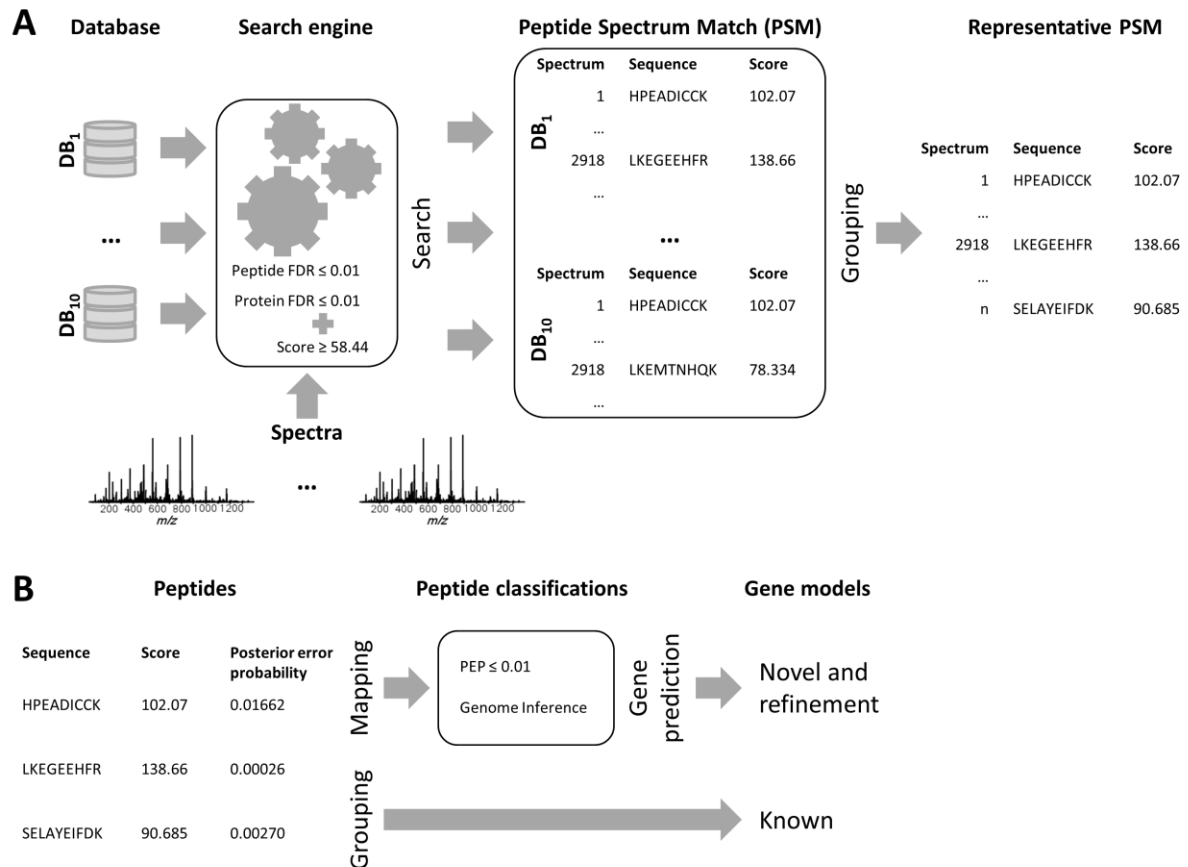 A
Database
Search engine
Peptide Spectrum Match (PSM)
Representative PSM
DB1
...
DB10
Peptide FDR ≤ 0.01
Protein FDR ≤ 0.01
Score ≥ 58.44
Search
Spectra
200 400 600 800 1000 1200
m/z
...
200 400 600 800 1000 1200
m/z
DB1
Spectrum Sequence Score
1 HPEADICCK 102.07
...
2918 LKEGEEHFR 138.66
...
...
DB10
Spectrum Sequence Score
1 HPEADICCK 102.07
...
2918 LKEMTNHQK 78.334
...
Grouping
Spectrum Sequence Score
1 HPEADICCK 102.07
...
2918 LKEGEEHFR 138.66
...
n SELAYEIFDK 90.685
B
Peptides
Peptide classifications
Gene models
Sequence Score Posterior error
probability
HPEADICCK 102.07 0.01662
LKEGEEHFR 138.66 0.00026
SELAYEIFDK 90.685 0.00270
Mapping
PEP ≤ 0.01
Genome Inference
Gene
prediction
Novel and
refinement
Grouping
Known